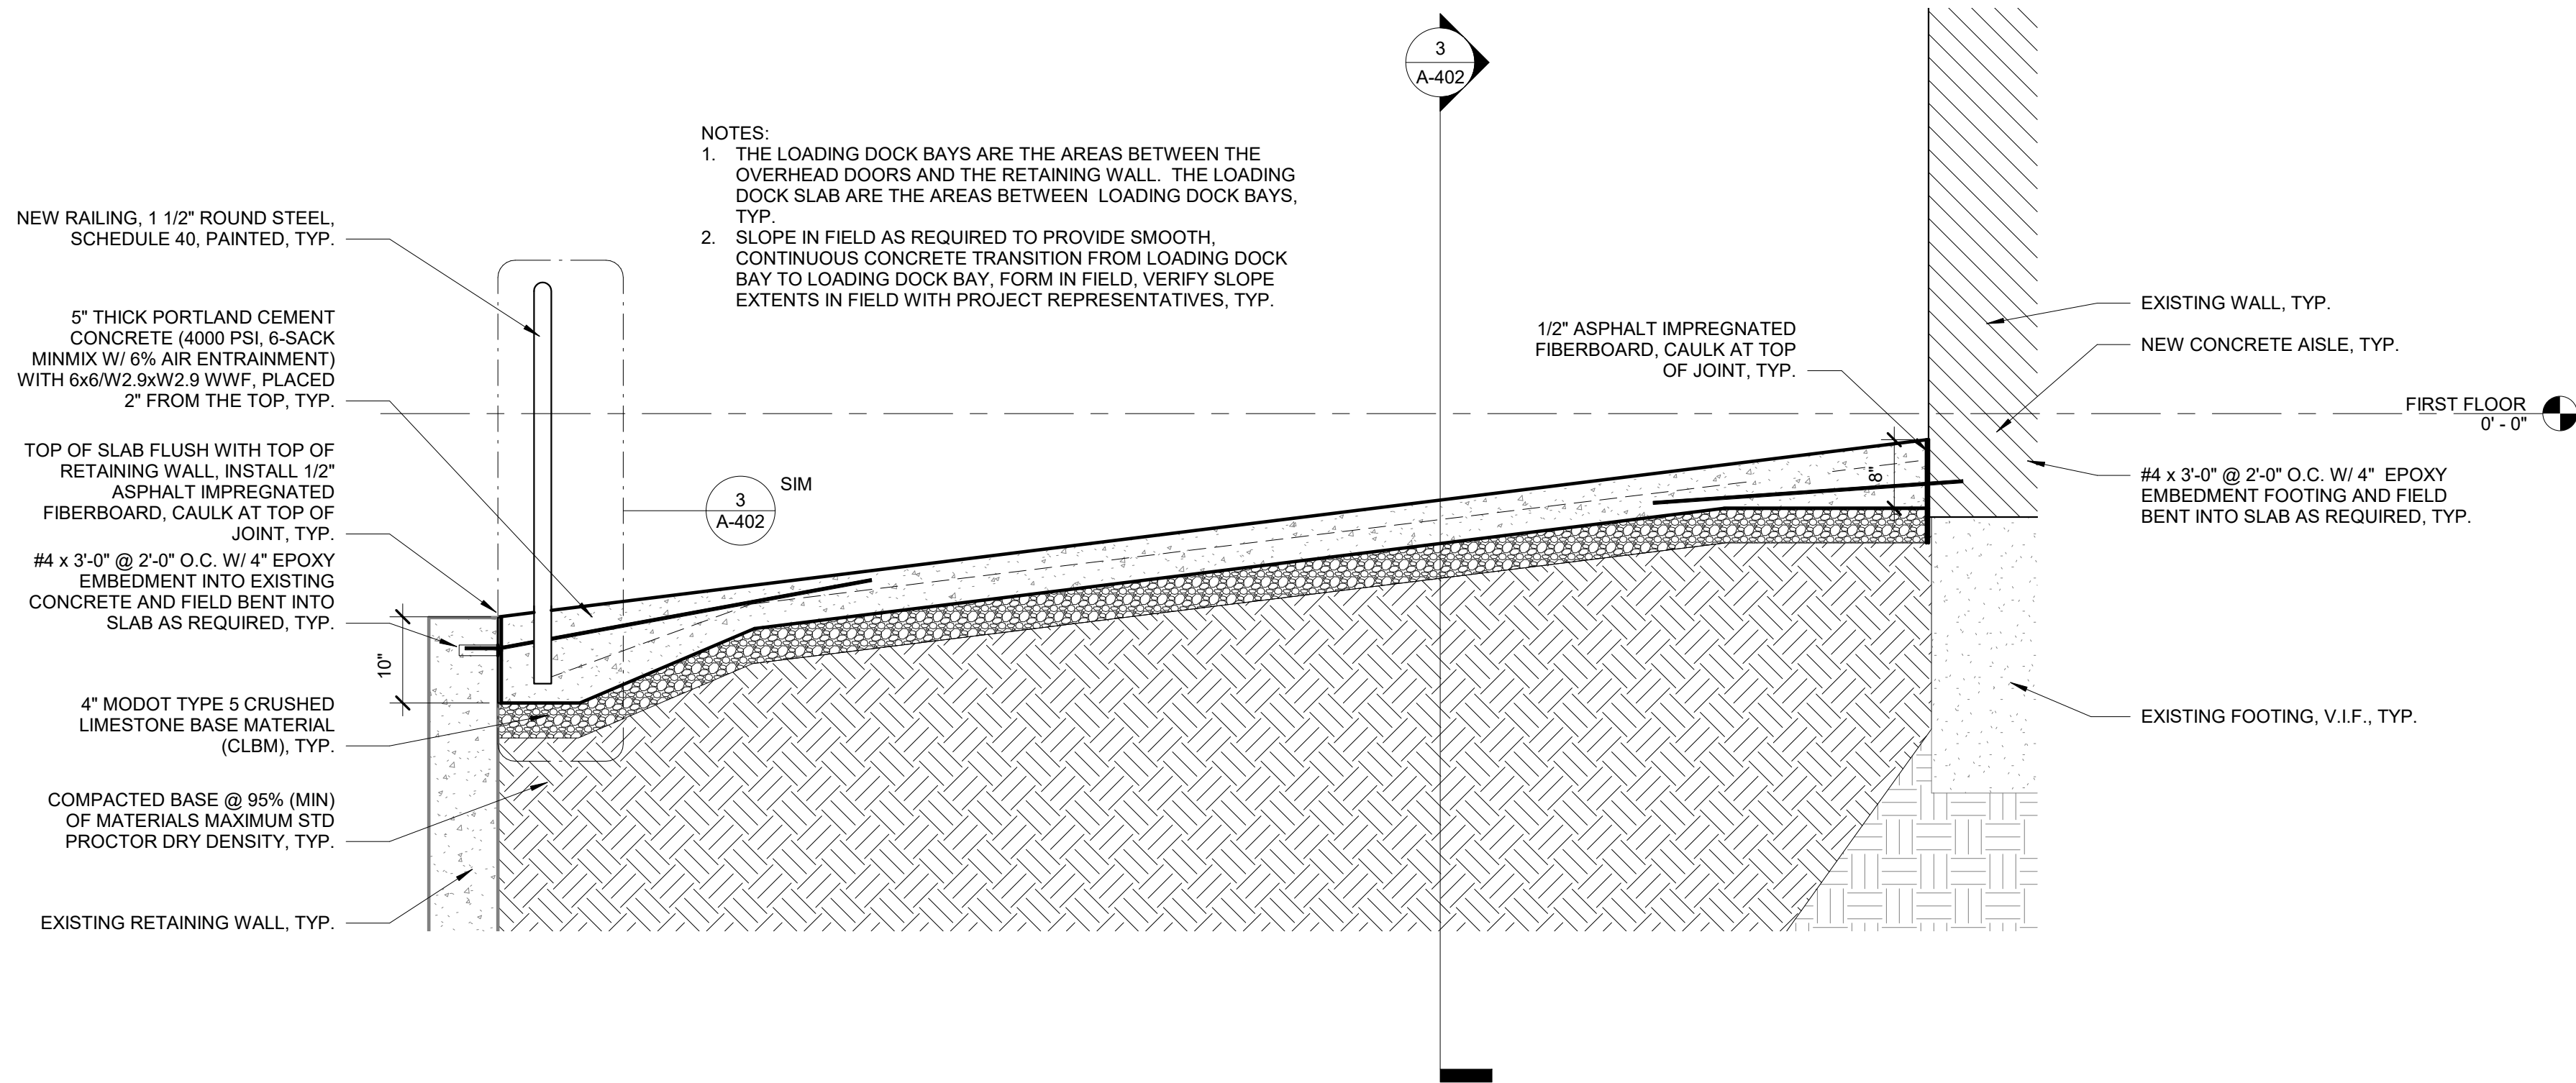 3
A-402
NOTES:
1. THE LOADING DOCK BAYS ARE THE AREAS BETWEEN THE
OVERHEAD DOORS AND THE RETAINING WALL. THE LOADING
DOCK SLAB ARE THE AREAS BETWEEN LOADING DOCK BAYS,
TYP.
2. SLOPE IN FIELD AS REQUIRED TO PROVIDE SMOOTH,
CONTINUOUS CONCRETE TRANSITION FROM LOADING DOCK
BAY TO LOADING DOCK BAY, FORM IN FIELD, VERIFY SLOPE
EXTENTS IN FIELD WITH PROJECT REPRESENTATIVES, TYP.
NEW RAILING, 1 1/2" ROUND STEEL,
SCHEDULE 40, PAINTED, TYP.
5" THICK PORTLAND CEMENT
CONCRETE (4000 PSI, 6-SACK
MINMIX W/ 6% AIR ENTRAINMENT)
WITH 6x6/W2.9xW2.9 WWF, PLACED
2" FROM THE TOP, TYP.
TOP OF SLAB FLUSH WITH TOP OF
RETAINING WALL, INSTALL 1/2"
ASPHALT IMPREGNATED
FIBERBOARD, CAULK AT TOP OF
JOINT, TYP.
#4 x 3'-0" @ 2'-0" O.C. W/ 4" EPOXY
EMBEDMENT INTO EXISTING
CONCRETE AND FIELD BENT INTO
SLAB AS REQUIRED, TYP.
10"
4" MODOT TYPE 5 CRUSHED
LIMESTONE BASE MATERIAL
(CLBM), TYP.
COMPACTED BASE @ 95% (MIN)
OF MATERIALS MAXIMUM STD
PROCTOR DRY DENSITY, TYP.
EXISTING RETAINING WALL, TYP.
3
A-402
SIM
1/2" ASPHALT IMPREGNATED
FIBERBOARD, CAULK AT TOP
OF JOINT, TYP.
8"
EXISTING WALL, TYP.
NEW CONCRETE AISLE, TYP.
FIRST FLOOR
0' - 0"
#4 x 3'-0" @ 2'-0" O.C. W/ 4" EPOXY
EMBEDMENT FOOTING AND FIELD
BENT INTO SLAB AS REQUIRED, TYP.
EXISTING FOOTING, V.I.F., TYP.